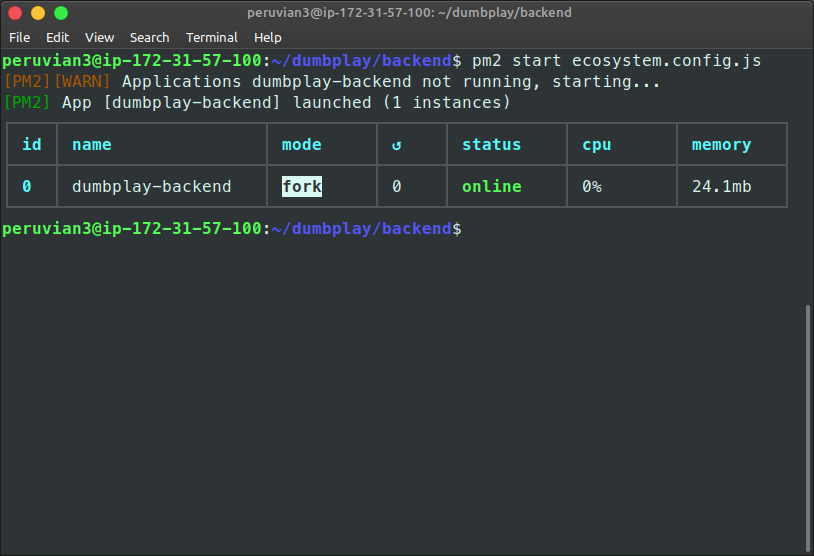 peruvian3@ip-172-31-57-100: ~/dumbplay/backend
File Edit View Search Terminal Help
peruvian3@ip-172-31-57-100:~/dumbplay/backend$ pm2 start ecosystem.config.js
[PM2][WARN] Applications dumbplay-backend not running, starting...
[PM2] App [dumbplay-backend] launched (1 instances)
id name mode ↺ status cpu memory
0 dumbplay-backend fork 0 online 0% 24.1mb
peruvian3@ip-172-31-57-100:~/dumbplay/backend$